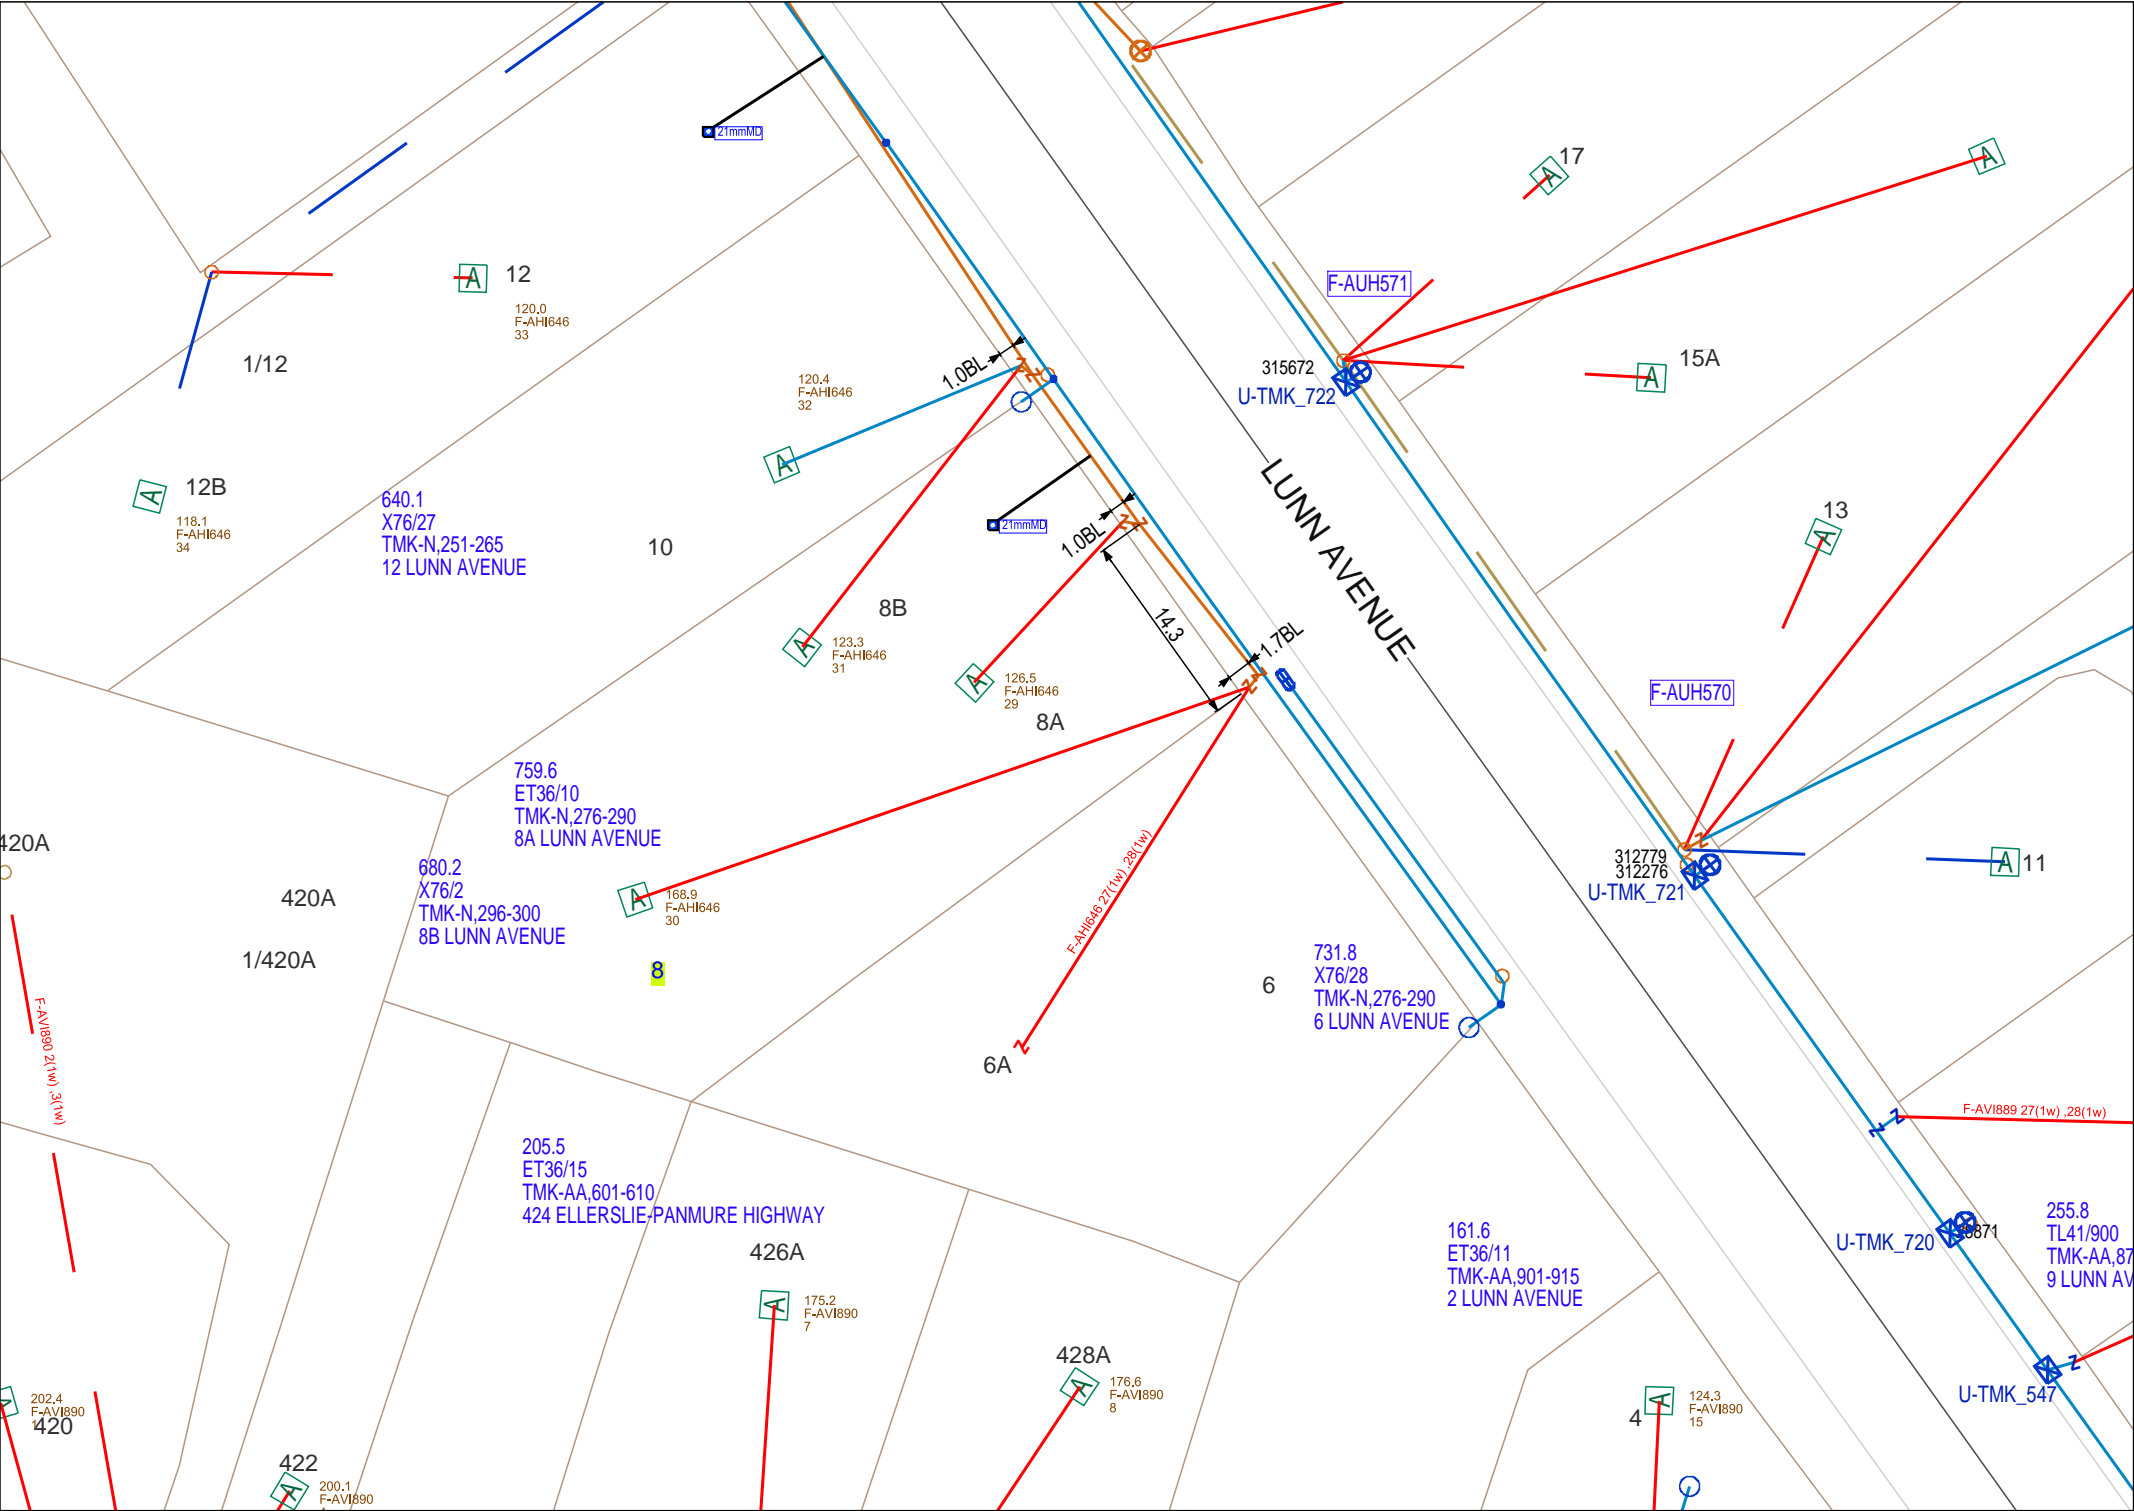 21mmMD
17
A
A
12
A
120.0
F-AHI646
33
1/12
F-AUH571
315672
U-TMK_722
15A
A
1.0BL
120.4
F-AHI646
32
A
12B
A
118.1
F-AHI646
34
640.1
X76/27
TMK-N,251-265
12 LUNN AVENUE
10
21mmMD
1.0BL
LUNN AVENUE
13
A
8B
A
123.3
F-AHI646
31
14.3
1.7BL
A
126.5
F-AHI646
29
8A
F-AUH570
759.6
ET36/10
TMK-N,276-290
8A LUNN AVENUE
420A
312779
312276
U-TMK_721
A
11
680.2
X76/2
TMK-N,296-300
8B LUNN AVENUE
A
168.9
F-AHI646
30
F-AHI646 27(1w) ,28(1w)
420A
1/420A
8
6
731.8
X76/28
TMK-N,276-290
6 LUNN AVENUE
F-AVI890 2(1w) ,3(1w)
6A
F-AVI889 27(1w) ,28(1w)
205.5
ET36/15
TMK-AA,601-610
424 ELLERSLIE-PANMURE HIGHWAY
426A
A
175.2
F-AVI890
7
161.6
ET36/11
TMK-AA,901-915
2 LUNN AVENUE
U-TMK_720
255.8
TL41/900
TMK-AA,87
9 LUNN AV
428A
A
176.6
F-AVI890
8
U-TMK_547
202.4
F-AVI890
420
4
A
124.3
F-AVI890
15
422
A
200.1
F-AVI890